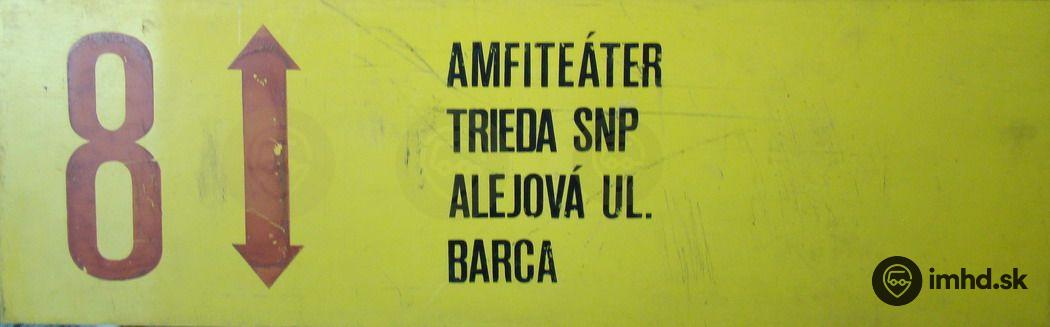 8
AMFITEÁTER
TRIEDA SNP
ALEJOVÁ UL.
BARCA
imhd.sk